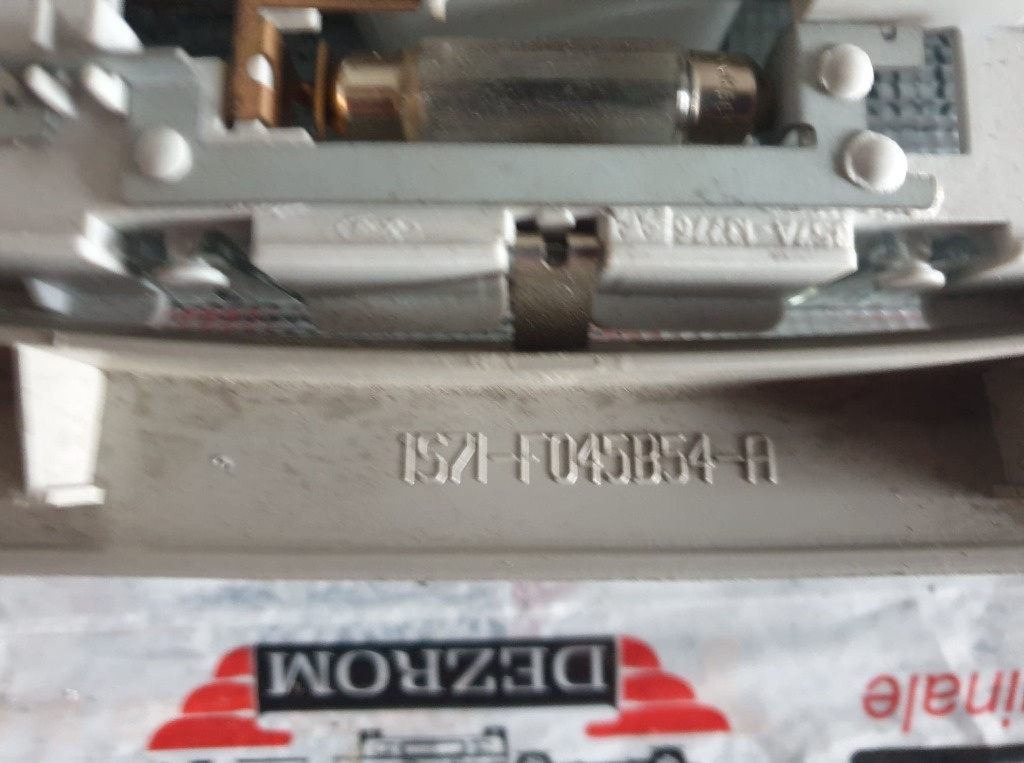 1S7A-13776-A
1S71-F045B54-A
DEZROM
inale